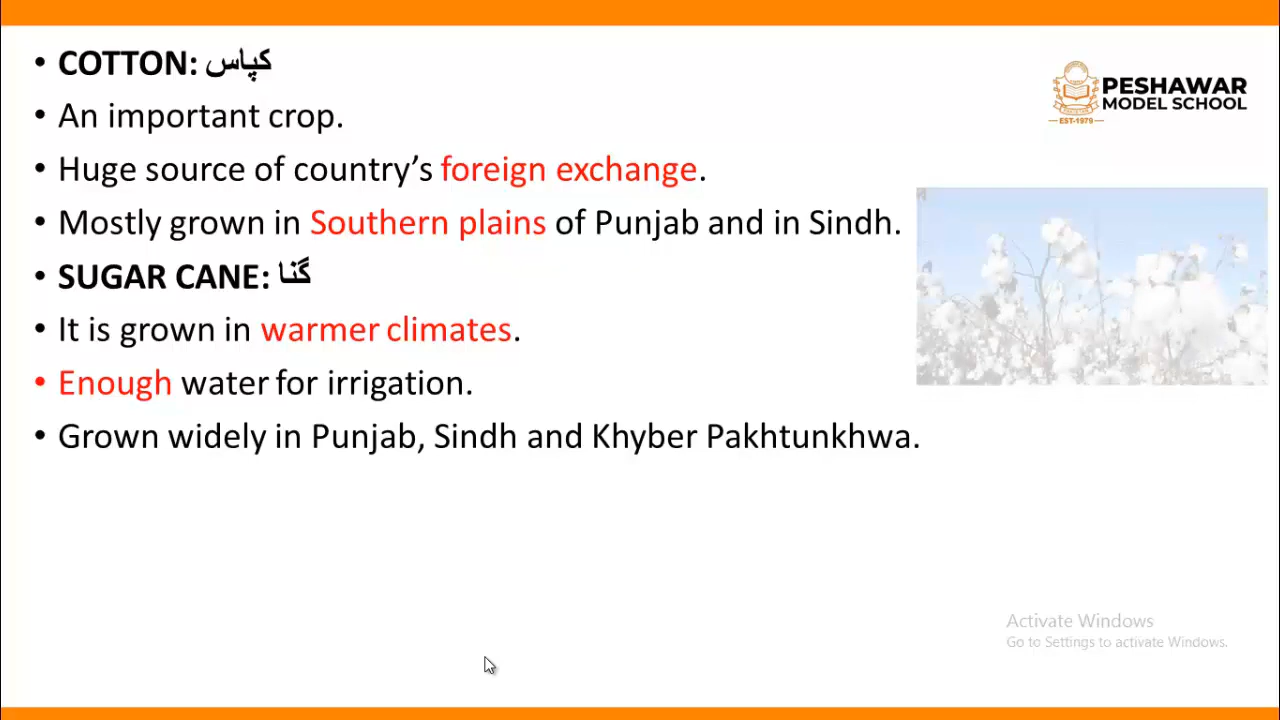 • COTTON: کپاس
• An important crop.
• Huge source of country’s foreign exchange.
• Mostly grown in Southern plains of Punjab and in Sindh.
• SUGAR CANE: گنا
• It is grown in warmer climates.
• Enough water for irrigation.
• Grown widely in Punjab, Sindh and Khyber Pakhtunkhwa.
PESHAWAR
MODEL SCHOOL
EST-1979
Activate Windows
Go to Settings to activate Windows.